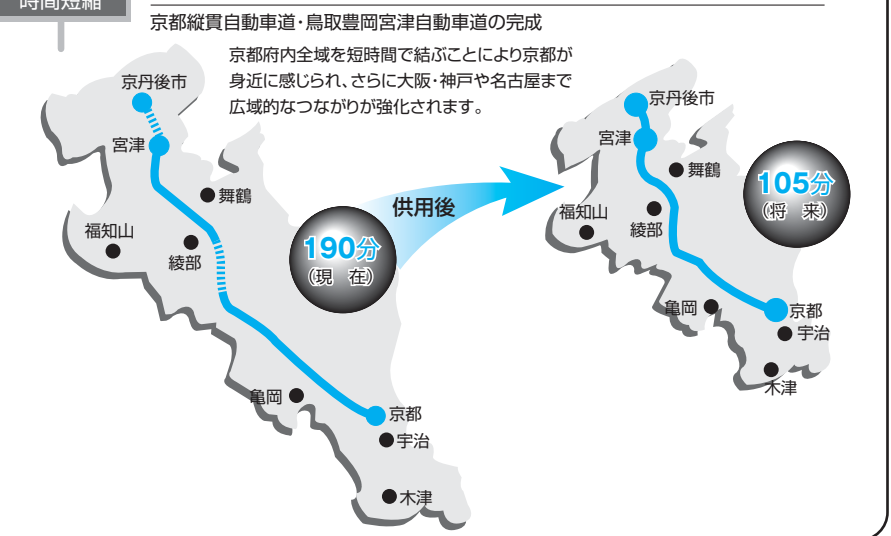 時間短縮
京都縦貫自動車道・鳥取豊岡宮津自動車道の完成
京都府内全域を短時間で結ぶことにより京都が
身近に感じられ、さらに大阪・神戸や名古屋まで
広域的なつながりが強化されます。
京丹後市
宮津
舞鶴
福知山
綾部
190分
(現 在)
亀岡
京都
宇治
木津
供用後
京丹後市
宮津
舞鶴
105分
(将 来)
福知山
綾部
亀岡
京都
宇治
木津